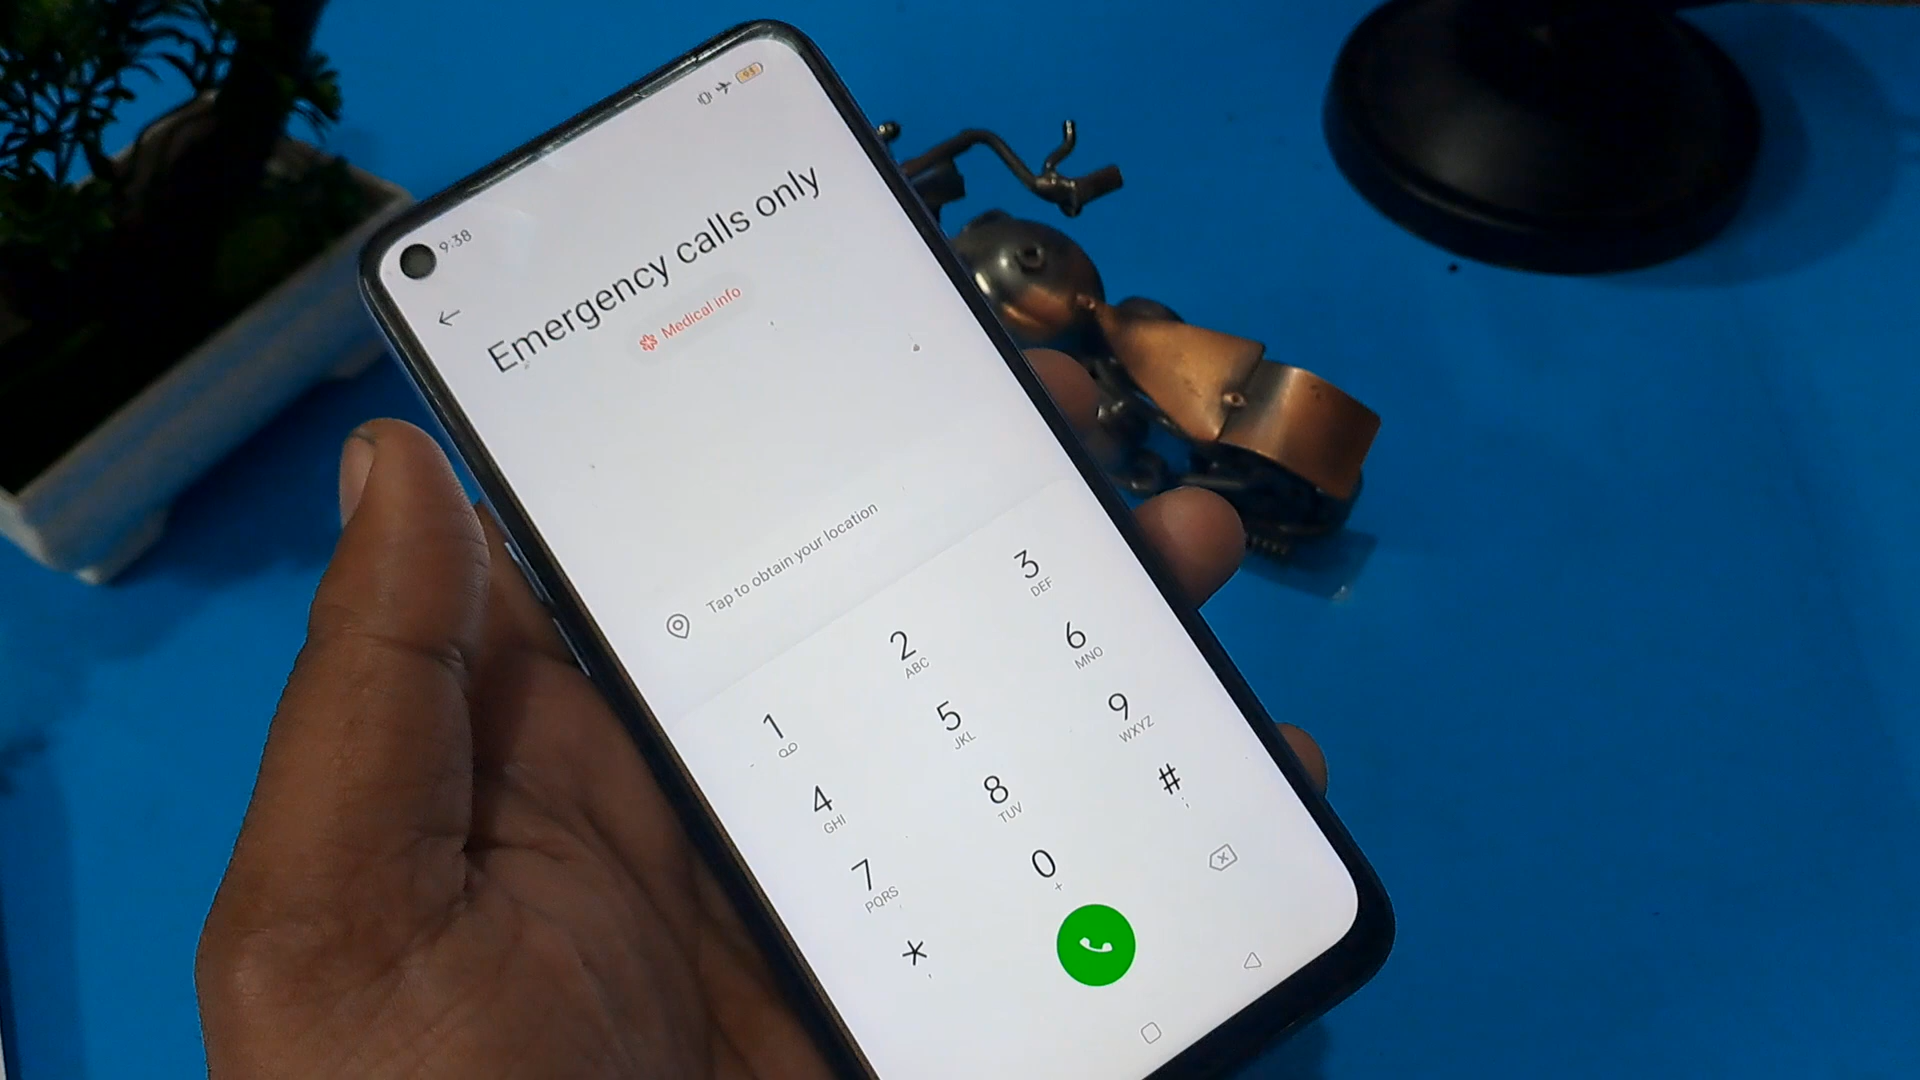 9:38
Emergency calls only
Medical info
Tap to obtain your location
1
2
ABC
3
DEF
4
GHI
5
JKL
6
MNO
7
PQRS
8
TUV
9
WXYZ
*
,
0
+
#
;